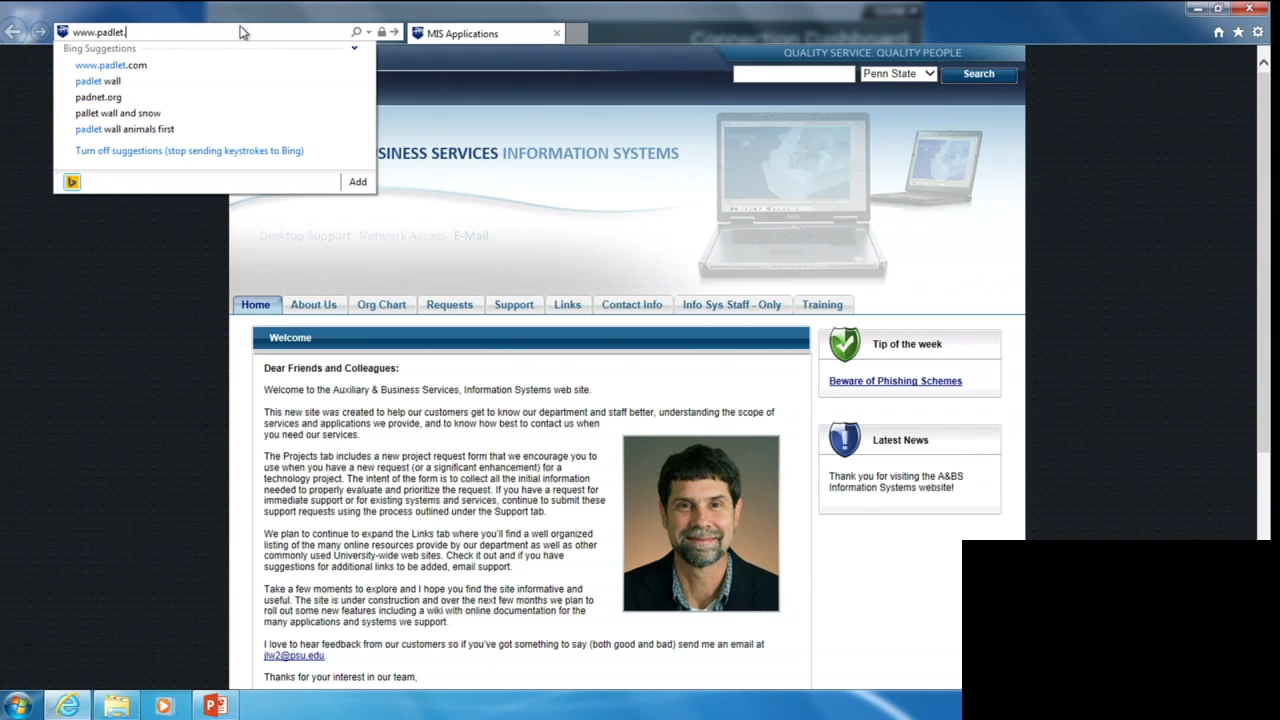 www.padlet.
MIS Applications
Bing Suggestions
www.padlet.com
padlet wall
padnet.org
pallet wall and snow
padlet wall animals first
Turn off suggestions (stop sending keystrokes to Bing)
Add
QUALITY SERVICE. QUALITY PEOPLE
Penn State
Search
SINESS SERVICES INFORMATION SYSTEMS
Desktop Support Network Access E-Mail
Home About Us Org Chart Requests Support Links Contact Info Info Sys Staff - Only Training
Welcome
Dear Friends and Colleagues:
Welcome to the Auxiliary & Business Services, Information Systems web site.
This new site was created to help our customers get to know our department and staff better, understanding the scope of
services and applications we provide, and to know how best to contact us when
you need our services.
The Projects tab includes a new project request form that we encourage you to
use when you have a new request (or a significant enhancement) for a
technology project. The intent of the form is to collect all the initial information
needed to properly evaluate and prioritize the request. If you have a request for
immediate support or for existing systems and services, continue to submit these
support requests using the process outlined under the Support tab.
We plan to continue to expand the Links tab where you'll find a well organized
listing of the many online resources provide by our department as well as other
commonly used University-wide web sites. Check it out and if you have
suggestions for additional links to be added, email support.
Take a few moments to explore and I hope you find the site informative and
useful. The site is under construction and over the next few months we plan to
roll out some new features including a wiki with online documentation for the
many applications and systems we support.
I love to hear feedback from our customers so if you've got something to say (both good and bad) send me an email at
jlw2@psu.edu.
Thanks for your interest in our team,
Tip of the week
Beware of Phishing Schemes
Latest News
Thank you for visiting the A&BS
Information Systems website!